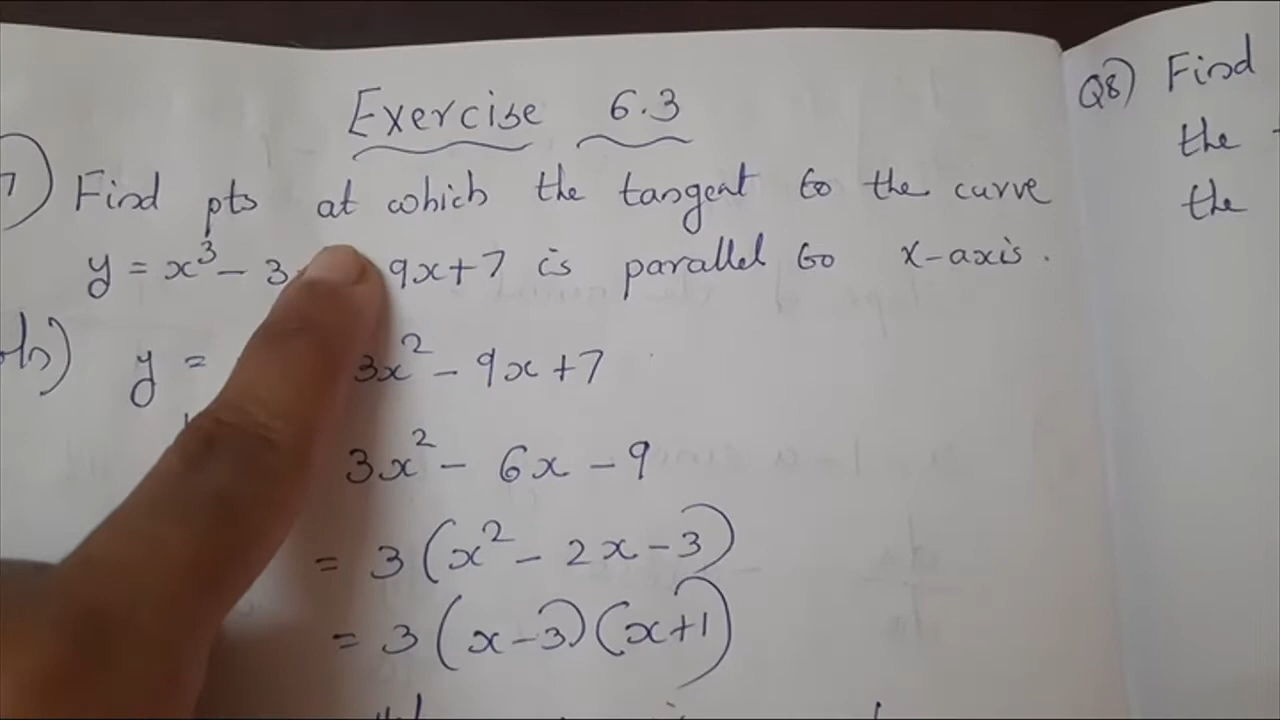 Exercise 6.3
7) Find pts at which the tangent to the curve
y = x³ - 3 9x+7 is parallel to x-axis.
y = 3x² - 9x+7
3x² - 6x - 9
= 3(x² - 2x - 3)
= 3(x-3)(x+1)
Q8) Find
the
the